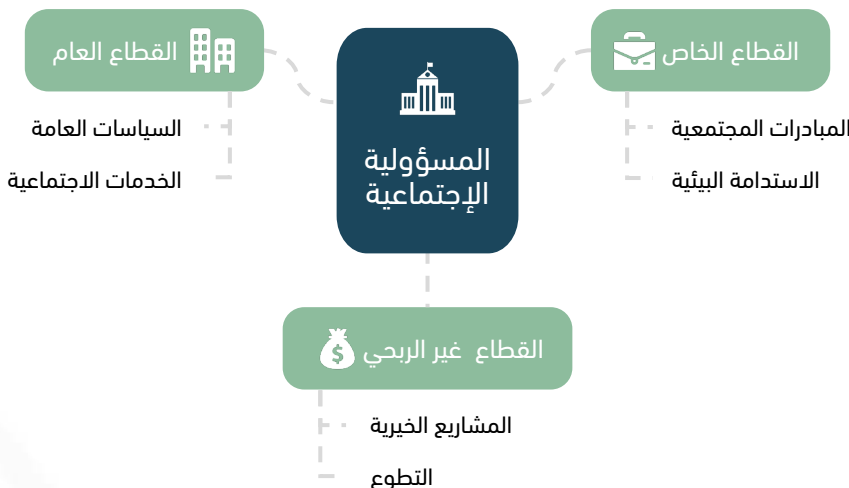 القطاع الخاص
المبادرات المجتمعية
الاستدامة البيئية
المسؤولية
الإجتماعية
القطاع العام
السياسات العامة
الخدمات الاجتماعية
القطاع غير الربحي
المشاريع الخيرية
التطوع